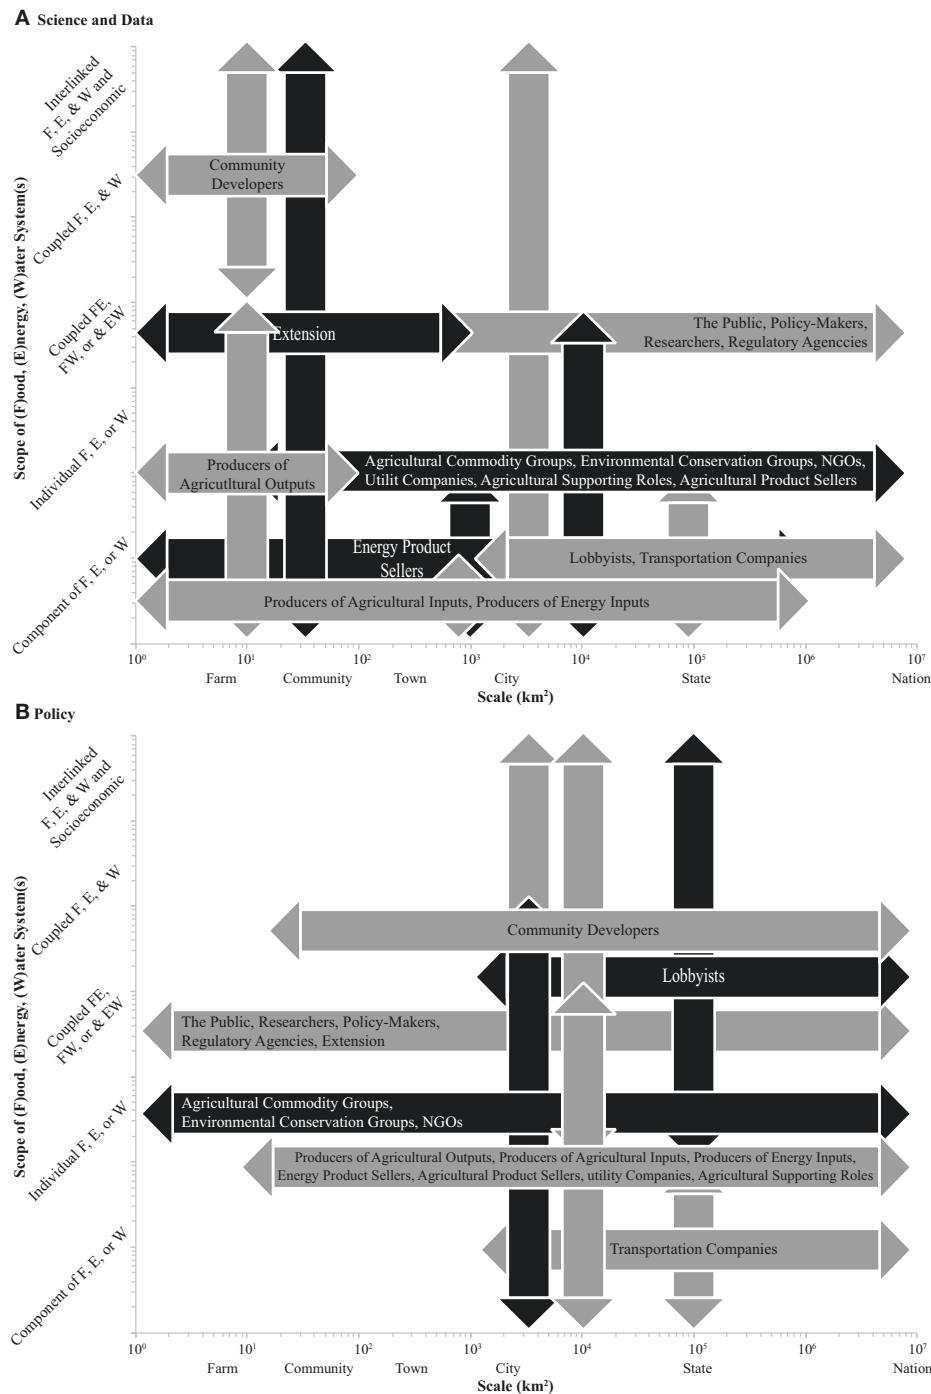 A Science and Data
Scope of (F)ood, (E)nergy, (W)ater System(s)
Interlinked
F, E, & W and
Socioeconomic
Coupled F, E, & W
Coupled FE,
FW, or & EW
Individual F, E, or W
Component of F, E, or W
Community
Developers
Extension
The Public, Policy-Makers,
Researchers, Regulatory Agenccies
Producers of
Agricutltural Outputs
Agricultural Commodity Groups, Environmental Conservation Groups, NGOs,
Utilit Companies, Agricultural Supporting Roles, Agricultural Product Sellers
Energy Product
Sellers
Lobbyists, Transportation Companies
Producers of Agricultural Inputs, Producers of Energy Inputs
10⁰ 10¹ 10² 10³ 10⁴ 10⁵ 10⁶ 10⁷
Farm Community Town City State Nation
Scale (km²)
B Policy
Scope of (F)ood, (E)nergy, (W)ater System(s)
Interlinked
F, E, & W and
Socioeconomic
Coupled F, E, & W
Coupled FE,
FW, or & EW
Individual F, E, or W
Component of F, E, or W
Community Developers
Lobbyists
The Public, Researchers, Policy-Makers,
Regulatory Agencies, Extension
Agricultural Commodity Groups,
Environmental Conservation Groups, NGOs
Producers of Agricultural Outputs, Producers of Agricultural Inputs, Producers of Energy Inputs,
Energy Product Sellers, Agricultural Product Sellers, utility Companies, Agricultural Supporting Roles
Transportation Companies
10⁰ 10¹ 10² 10³ 10⁴ 10⁵ 10⁶ 10⁷
Farm Community Town City State Nation
Scale (km²)